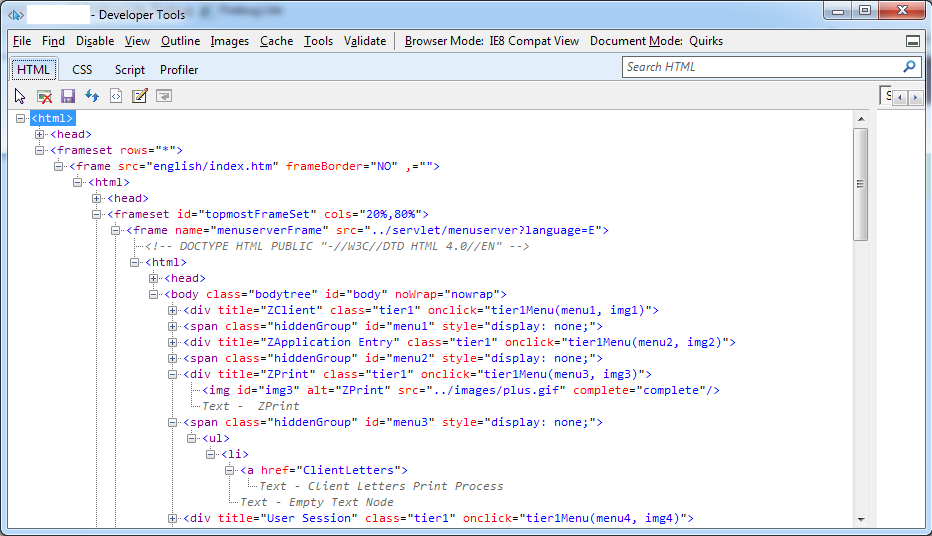 - Developer Tools
File Find Disable View Outline Images Cache Tools Validate Browser Mode: IE8 Compat View Document Mode: Quirks
HTML CSS Script Profiler Search HTML
<html>
<head>
<frameset rows="*">
<frame src="english/index.htm" frameBorder="NO" ,="">
<html>
<head>
<frameset id="topmostFrameSet" cols="20%,80%">
<frame name="menuserverFrame" src="../servlet/menuserver?language=E">
<!-- DOCTYPE HTML PUBLIC "-//W3C//DTD HTML 4.0//EN" -->
<html>
<head>
<body class="bodytree" id="body" noWrap="nowrap">
<div title="ZClient" class="tier1" onclick="tier1Menu(menu1, img1)">
<span class="hiddenGroup" id="menu1" style="display: none;">
<div title="ZApplication Entry" class="tier1" onclick="tier1Menu(menu2, img2)">
<span class="hiddenGroup" id="menu2" style="display: none;">
<div title="ZPrint" class="tier1" onclick="tier1Menu(menu3, img3)">
<img id="img3" alt="ZPrint" src="../images/plus.gif" complete="complete"/>
Text -  ZPrint
<span class="hiddenGroup" id="menu3" style="display: none;">
<ul>
<li>
<a href="ClientLetters">
Text - Client Letters Print Process
Text - Empty Text Node
<div title="User Session" class="tier1" onclick="tier1Menu(menu4, img4)">